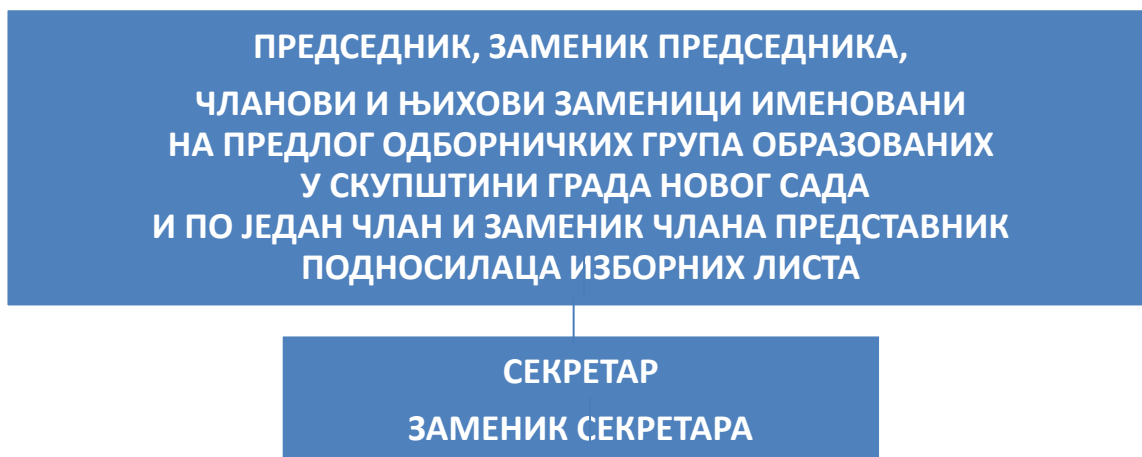 ПРЕДСЕДНИК, ЗАМЕНИК ПРЕДСЕДНИКА,
ЧЛАНОВИ И ЊИХОВИ ЗАМЕНИЦИ ИМЕНОВАНИ
НА ПРЕДЛОГ ОДБОРНИЧКИХ ГРУПА ОБРАЗОВАНИХ
У СКУПШТИНИ ГРАДА НОВОГ САДА
И ПО ЈЕДАН ЧЛАН И ЗАМЕНИК ЧЛАНА ПРЕДСТАВНИК
ПОДНОСИЛАЦА ИЗБОРНИХ ЛИСТА
СЕКРЕТАР
ЗАМЕНИК СЕКРЕТАРА